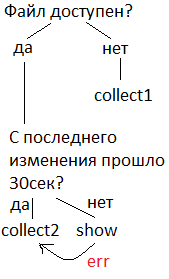 Файл доступен?
да нет
collect1
С последнего
изменения прошло
30сек?
да нет
collect2 show
err